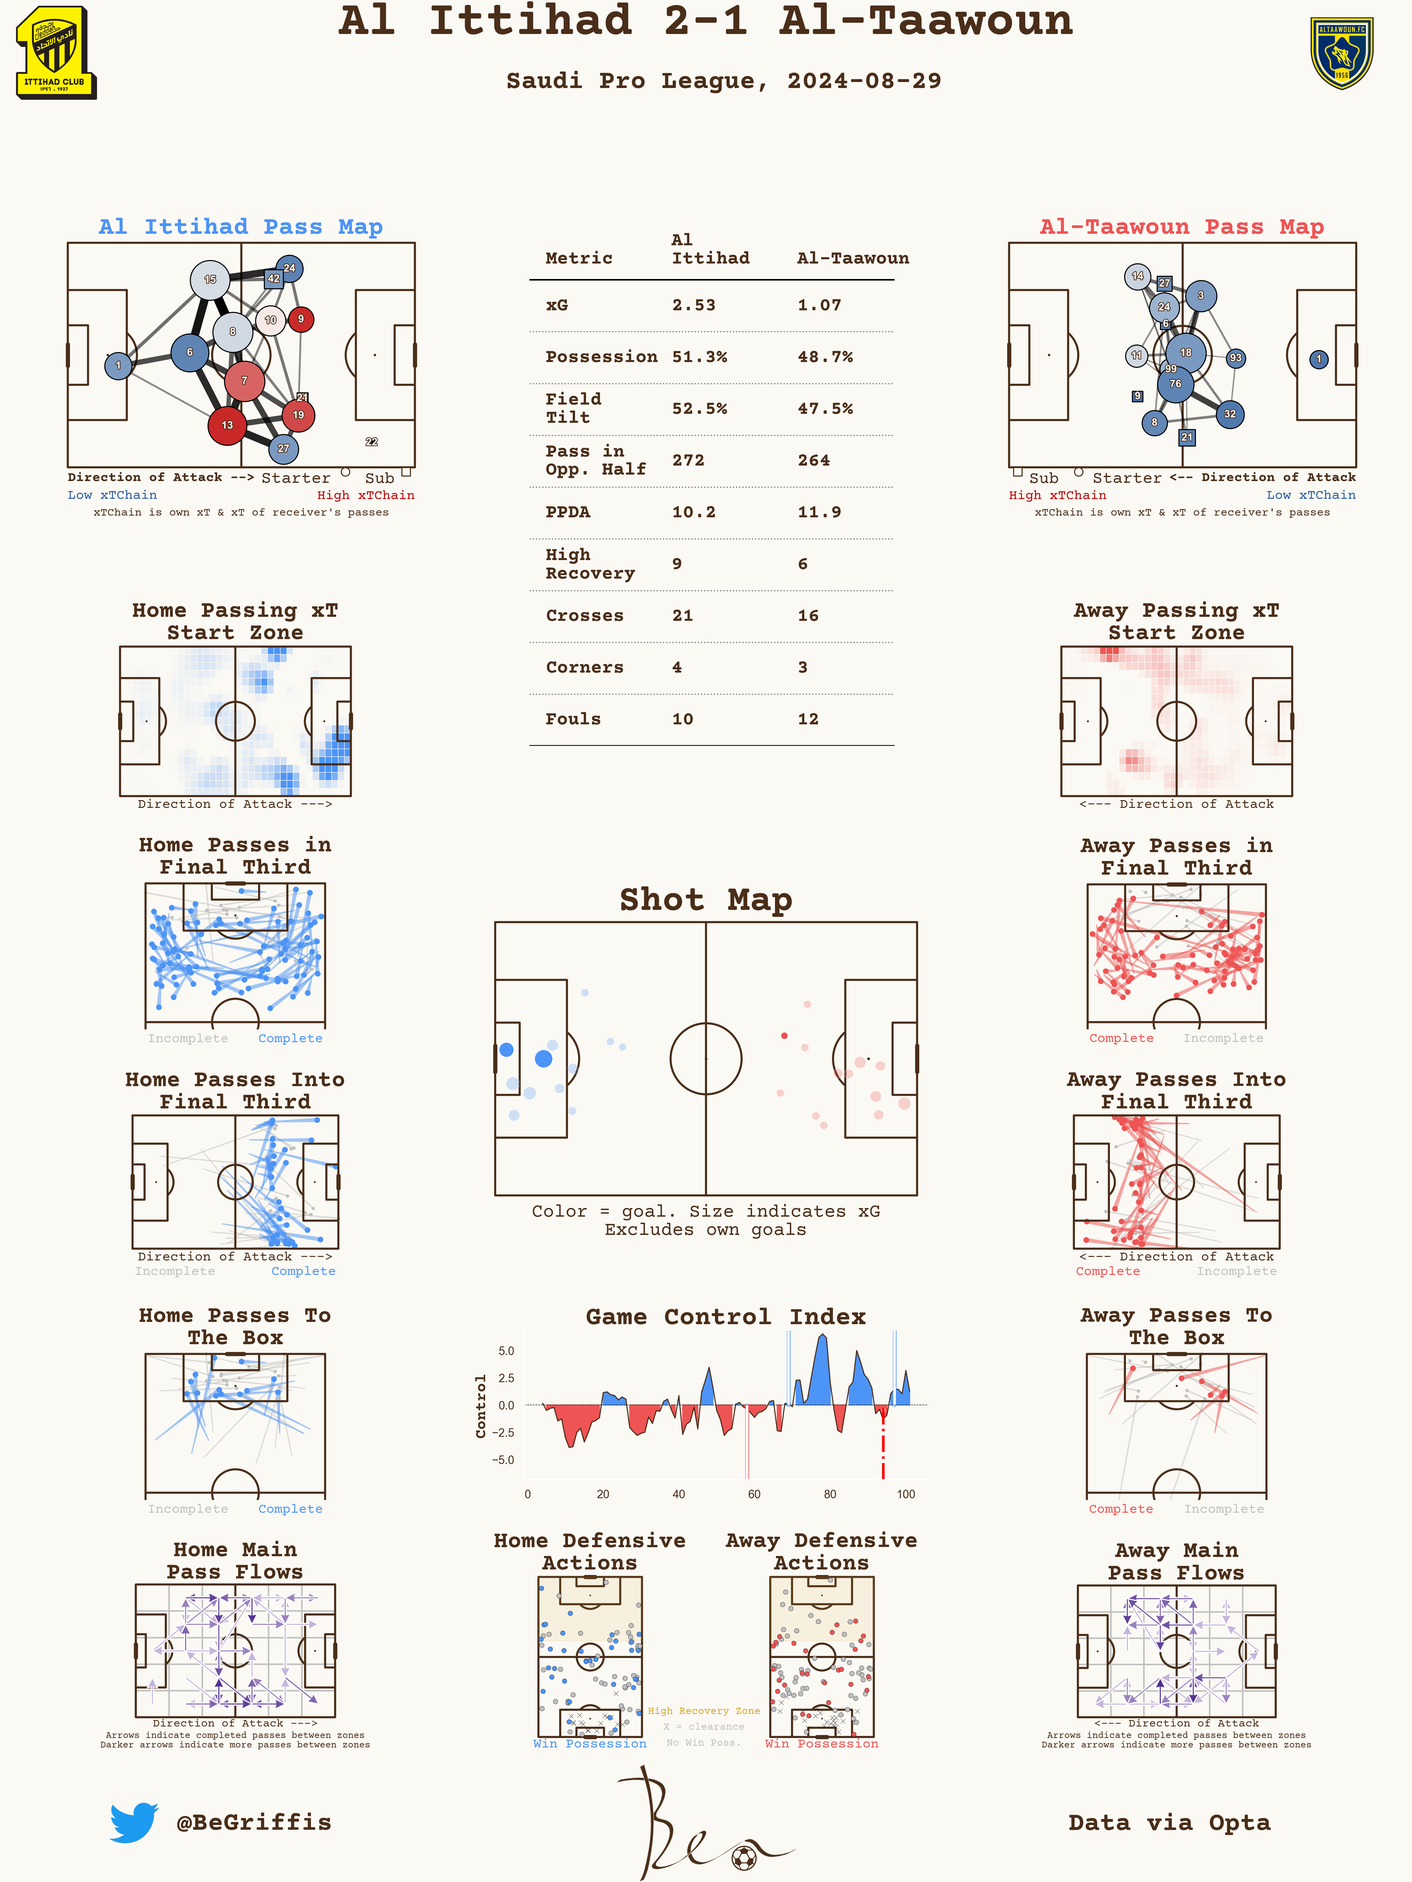 Al Ittihad 2-1 Al-Taawoun
Saudi Pro League, 2024-08-29
نادي الاتحاد
ITTIHAD CLUB
ALTAAWOUN FC
1956
Al Ittihad Pass Map
15
24
42
10
9
8
6
1
7
21
19
13
27
22
Direction of Attack --> Starter Sub
Low xTChain High xTChain
xTChain is own xT & xT of receiver's passes
Metric Al Ittihad Al-Taawoun
xG 2.53 1.07
Possession 51.3% 48.7%
Field Tilt 52.5% 47.5%
Pass in Opp. Half 272 264
PPDA 10.2 11.9
High Recovery 9 6
Crosses 21 16
Corners 4 3
Fouls 10 12
Al-Taawoun Pass Map
14
27
3
24
6
11
18
93
1
99
76
9
8
32
21
Sub Starter <-- Direction of Attack
High xTChain Low xTChain
xTChain is own xT & xT of receiver's passes
Home Passing xT
Start Zone
Direction of Attack --->
Away Passing xT
Start Zone
<--- Direction of Attack
Home Passes in
Final Third
Incomplete Complete
Away Passes in
Final Third
Complete Incomplete
Shot Map
Color = goal. Size indicates xG
Excludes own goals
Home Passes Into
Final Third
Direction of Attack --->
Incomplete Complete
Away Passes Into
Final Third
<--- Direction of Attack
Complete Incomplete
Home Passes To
The Box
Incomplete Complete
Game Control Index
Control
5.0
2.5
0.0
−2.5
−5.0
0 20 40 60 80 100
Away Passes To
The Box
Complete Incomplete
Home Main
Pass Flows
Direction of Attack --->
Arrows indicate completed passes between zones
Darker arrows indicate more passes between zones
Home Defensive
Actions
Win Possession
High Recovery Zone
X = clearance
No Win Poss.
Away Defensive
Actions
Win Possession
Away Main
Pass Flows
<--- Direction of Attack
Arrows indicate completed passes between zones
Darker arrows indicate more passes between zones
@BeGriffis
Ben
Data via Opta